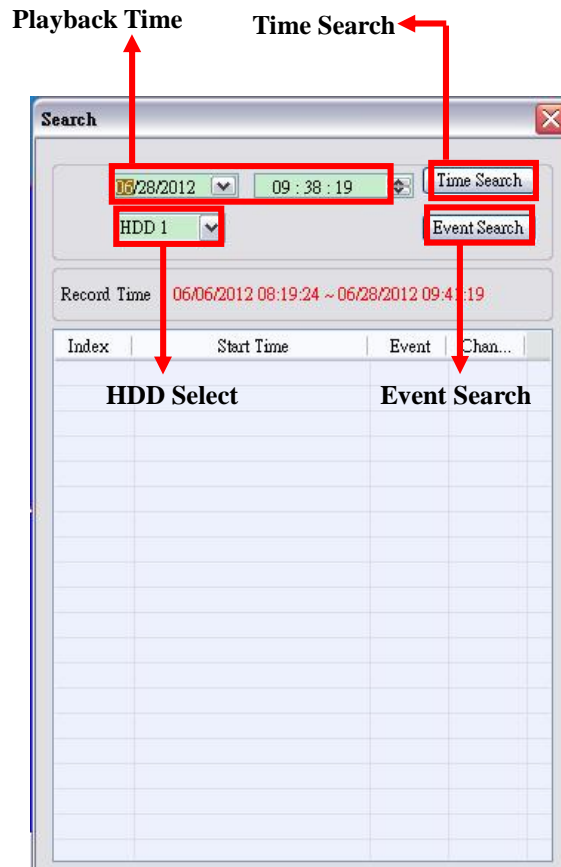 Playback Time
Time Search
Search
06/28/2012 09 : 38 : 19 Time Search
HDD 1 Event Search
Record Time 06/06/2012 08:19:24 ~ 06/28/2012 09:41:19
Index Start Time Event Chan...
HDD Select Event Search